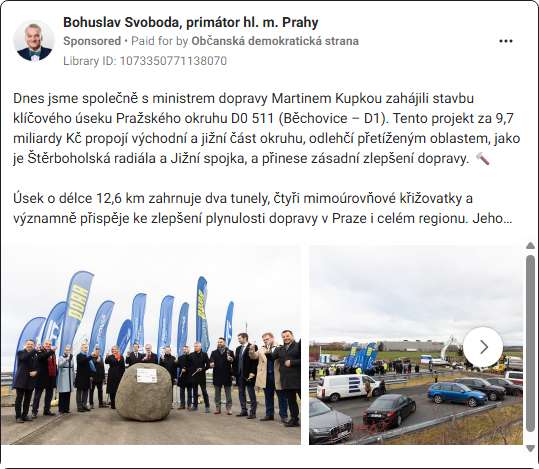 Bohuslav Svoboda, primátor hl. m. Prahy
Sponsored • Paid for by Občanská demokratická strana
Library ID: 1073350771138070
Dnes jsme společně s ministrem dopravy Martinem Kupkou zahájili stavbu
klíčového úseku Pražského okruhu D0 511 (Běchovice – D1). Tento projekt za 9,7
miliardy Kč propojí východní a jižní část okruhu, odlehčí přetíženým oblastem, jako
je Štěrboholská radiála a Jižní spojka, a přinese zásadní zlepšení dopravy.
Úsek o délce 12,6 km zahrnuje dva tunely, čtyři mimoúrovňové křižovatky a
významně přispěje ke zlepšení plynulosti dopravy v Praze i celém regionu. Jeho...